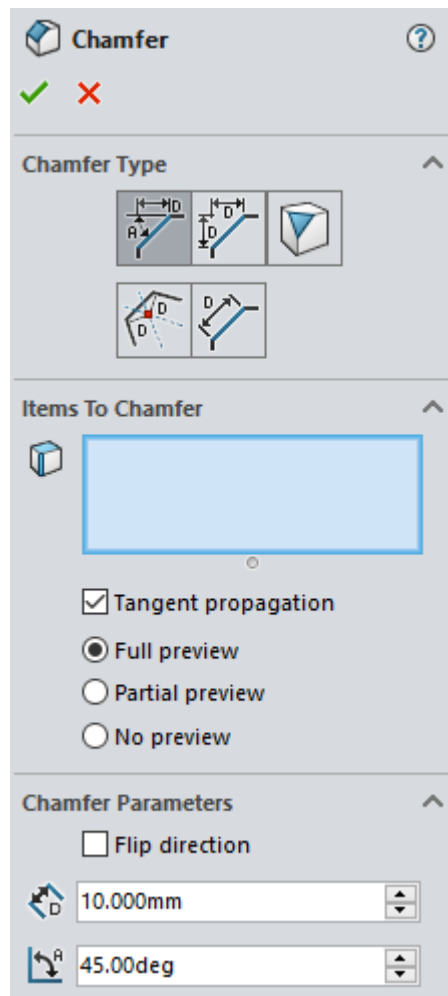 Chamfer
?
Chamfer Type
D
A
D
D
D
D
D
Items To Chamfer
Tangent propagation
Full preview
Partial preview
No preview
Chamfer Parameters
Flip direction
D
10.000mm
A
45.00deg